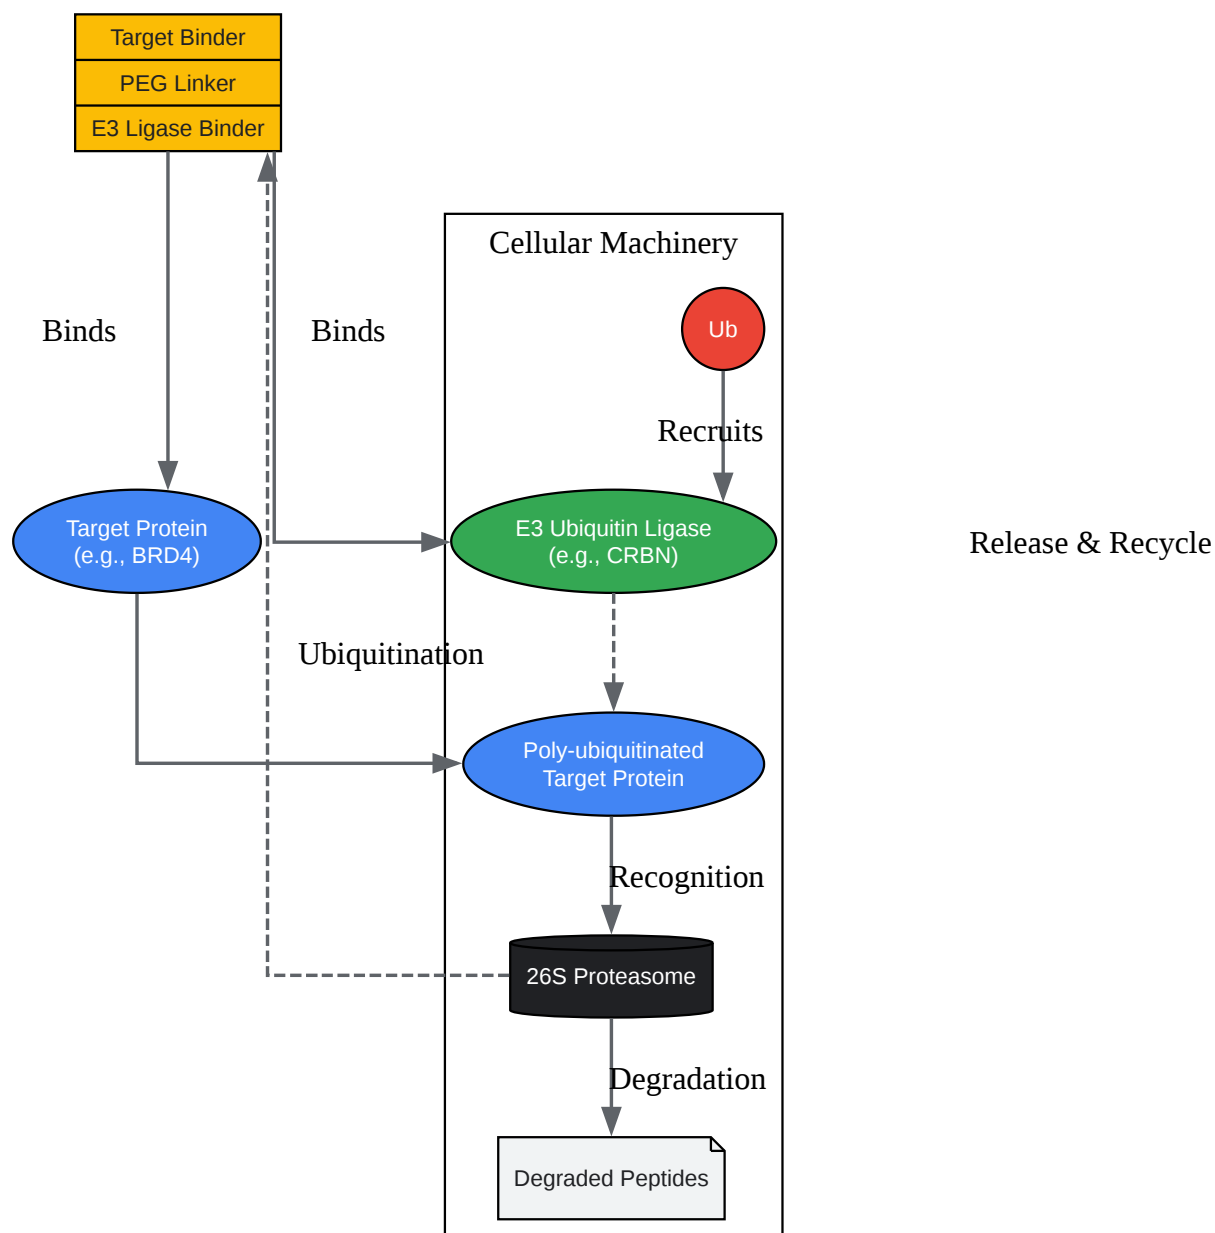 Target Binder
PEG Linker
E3 Ligase Binder
Cellular Machinery
Ub
Binds
Binds
Recruits
Target Protein
(e.g., BRD4)
E3 Ubiquitin Ligase
(e.g., CRBN)
Release & Recycle
Ubiquitination
Poly-ubiquitinated
Target Protein
Recognition
26S Proteasome
Degradation
Degraded Peptides